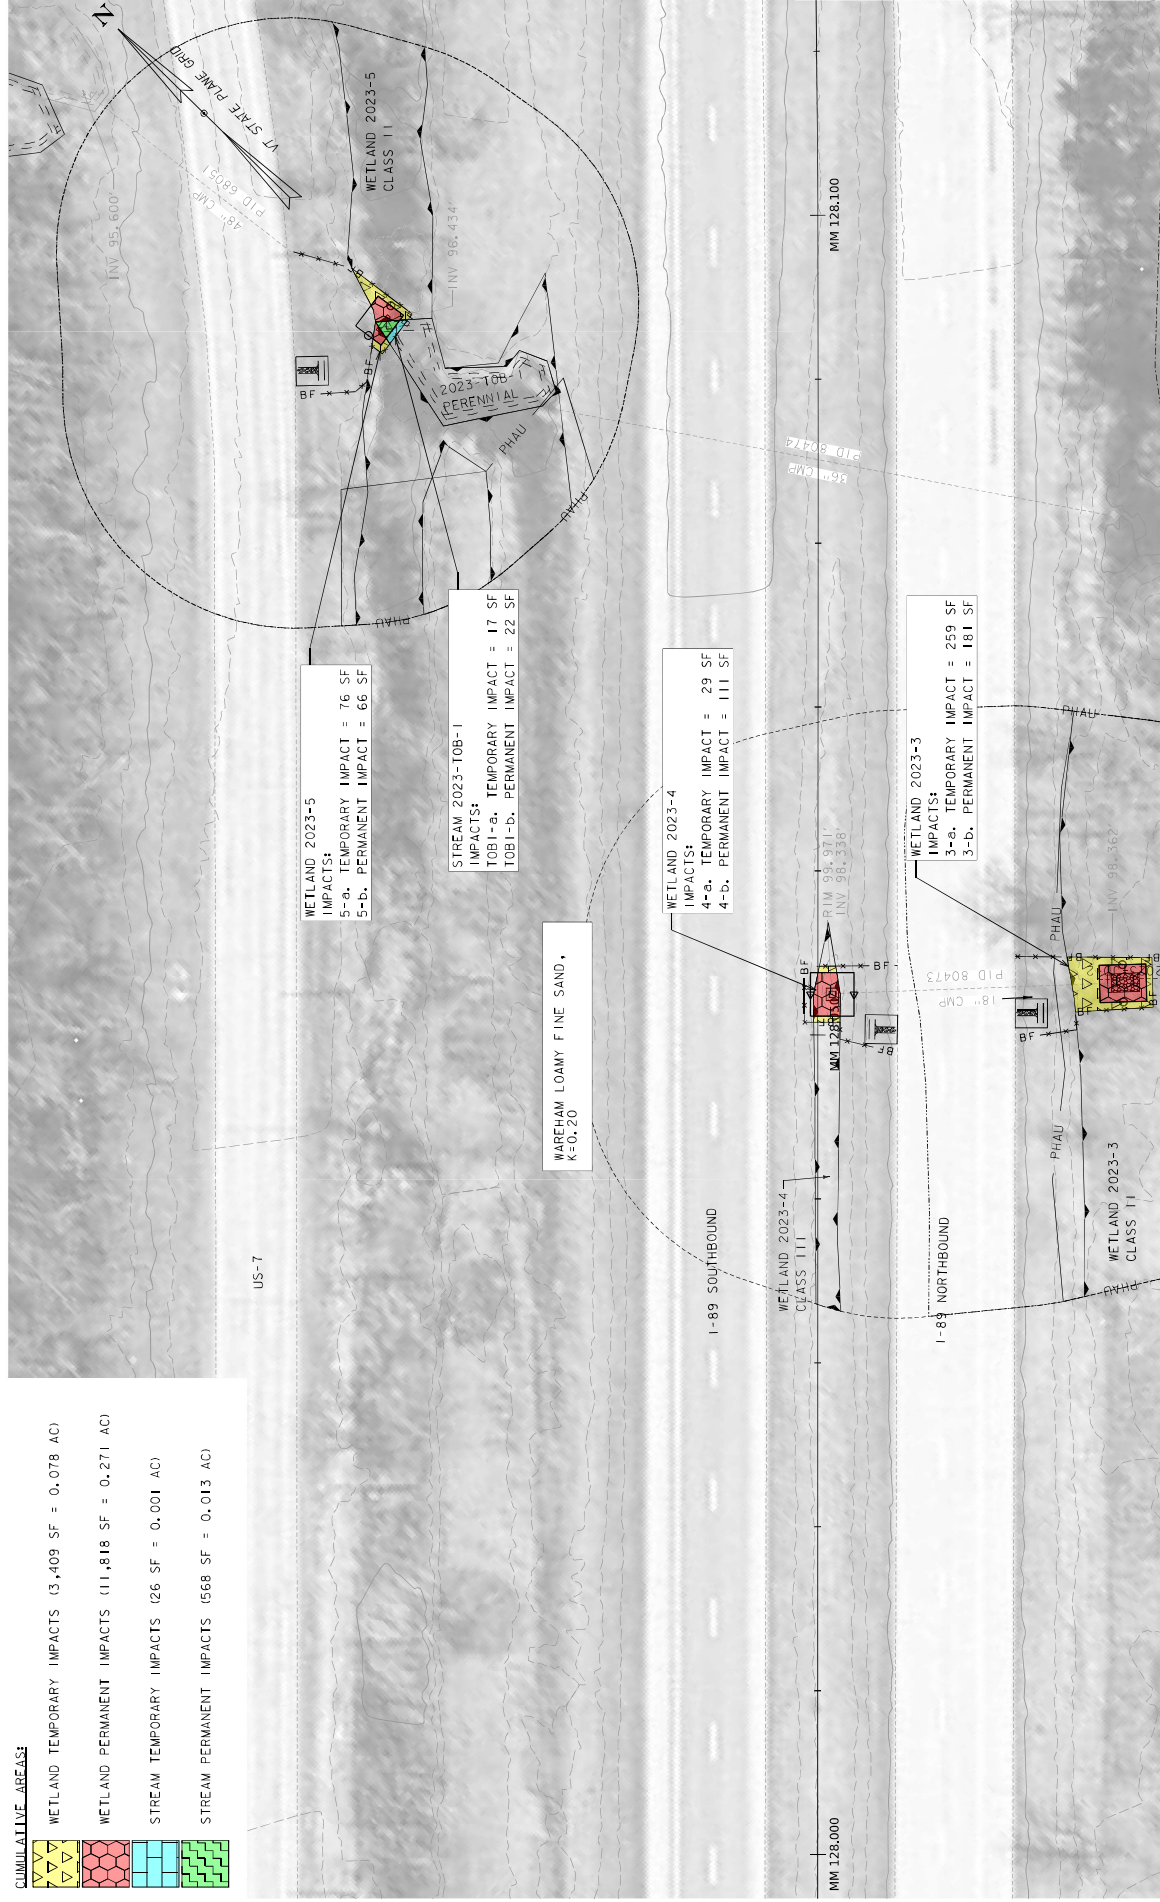 CUMULATIVE AREAS:
WETLAND TEMPORARY IMPACTS (3,409 SF = 0.078 AC)
WETLAND PERMANENT IMPACTS (11,818 SF = 0.271 AC)
STREAM TEMPORARY IMPACTS (26 SF = 0.001 AC)
STREAM PERMANENT IMPACTS (568 SF = 0.013 AC)
US-7
N
VT STATE PLANE GRID
INV 95.600'
48" CMP
PID 68051
WETLAND 2023-5
CLASS II
INV 96.434'
BF
BF
2023-TOB-1
PERENNIAL
PHAU
PHAU
PHAU
WETLAND 2023-5
IMPACTS:
5-a. TEMPORARY IMPACT = 76 SF
5-b. PERMANENT IMPACT = 66 SF
STREAM 2023-TOB-1
IMPACTS:
TOB1-a. TEMPORARY IMPACT = 17 SF
TOB1-b. PERMANENT IMPACT = 22 SF
WAREHAM LOAMY FINE SAND,
K=0.20
WETLAND 2023-4
IMPACTS:
4-a. TEMPORARY IMPACT = 29 SF
4-b. PERMANENT IMPACT = 111 SF
WETLAND 2023-3
IMPACTS:
3-a. TEMPORARY IMPACT = 259 SF
3-b. PERMANENT IMPACT = 181 SF
PID 80474
36" CMP
MM 128.100
I-89 SOUTHBOUND
WETLAND 2023-4
CLASS III
RIM 99.971'
INV 98.338'
BF
BF
BF
MM 128.000
I-89 NORTHBOUND
PID 80473
18" CMP
BF
BF
BF
BF
PHAU
PHAU
PHAU
PHAU
INV 98.362'
WETLAND 2023-3
CLASS II